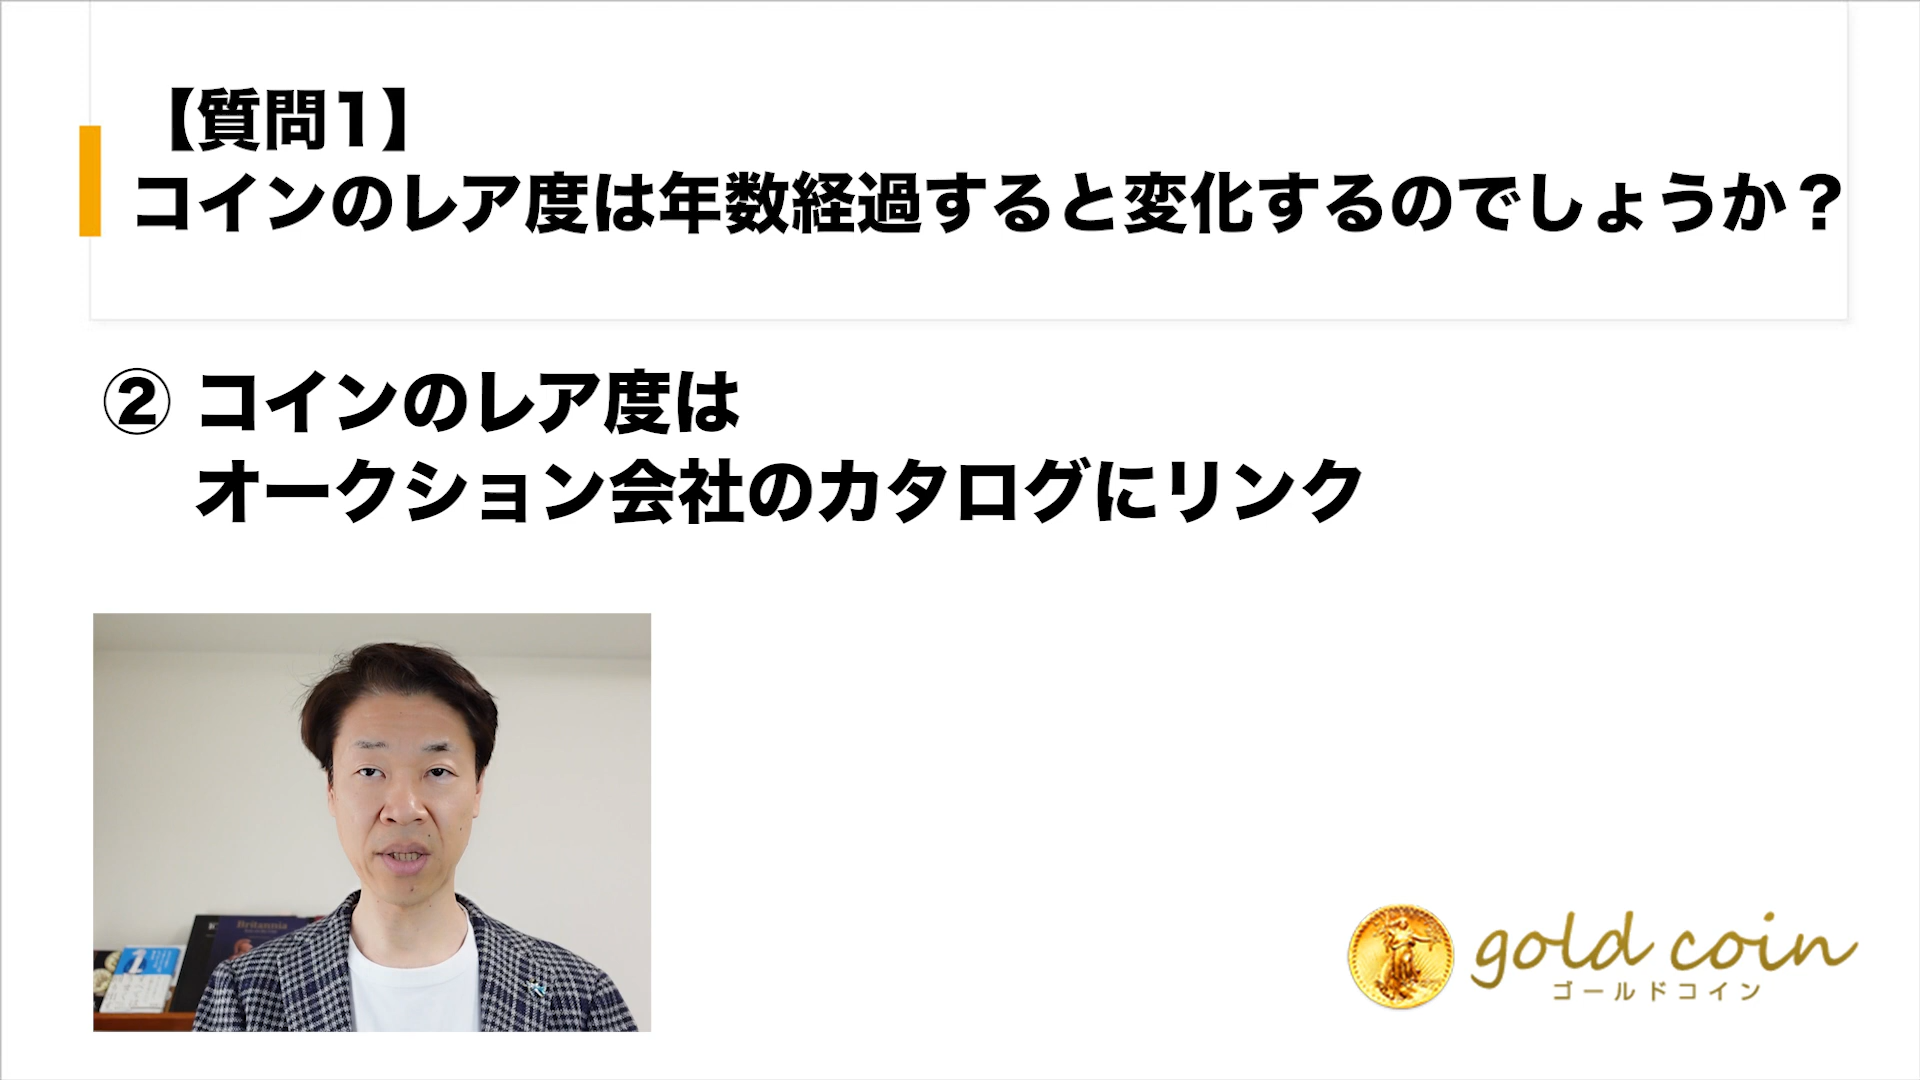 【質問1】
コインのレア度は年数経過すると変化するのでしょうか？
② コインのレア度は
オークション会社のカタログにリンク
Britannia
gold coin
ゴールドコイン